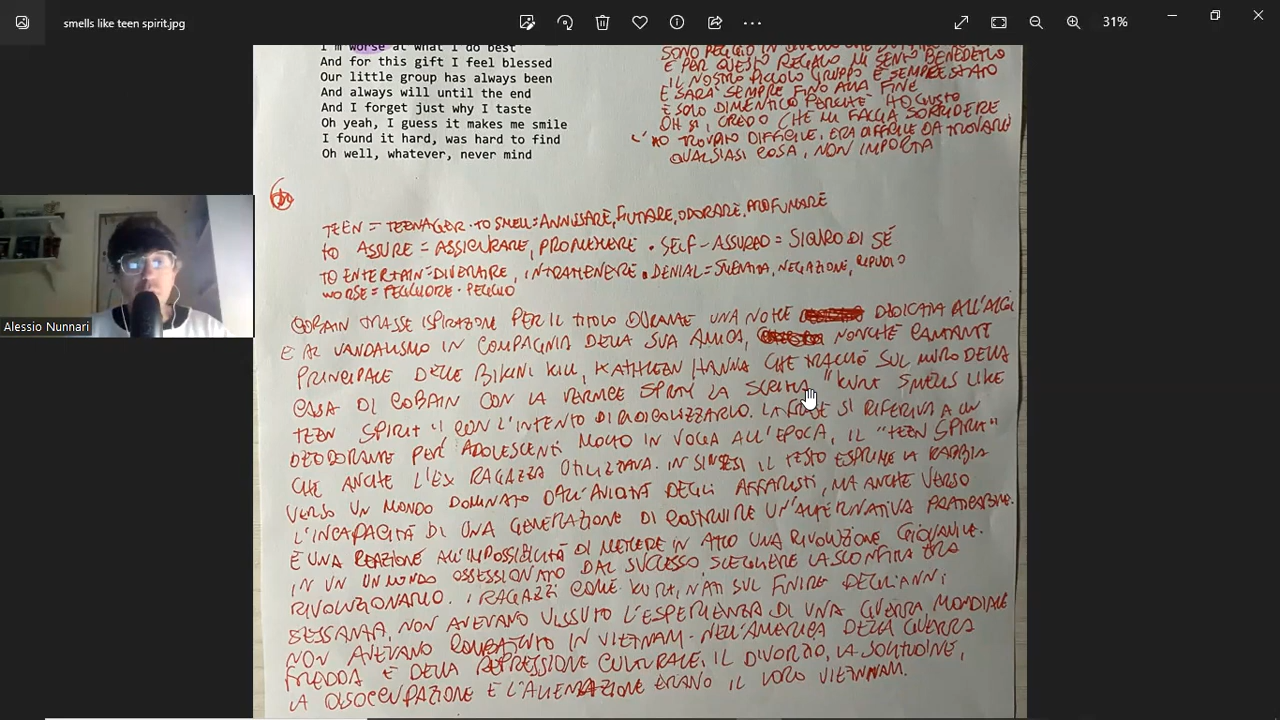 smells like teen spirit.jpg
31%
I'm worse at what I do best
And for this gift I feel blessed
Our little group has always been
And always will until the end
And I forget just why I taste
Oh yeah, I guess it makes me smile
I found it hard, was hard to find
Oh well, whatever, never mind
SONO PEGGIO IN
E PER QUESTO REGALO MI SENTO BENEDETTO
IL NOSTRO PICCOLO GRUPPO È SEMPRE STATO
E SARÀ SEMPRE FINO ALLA FINE
E SOLO DIMENTICO PERCHÉ HO GUSTO
OH SÌ, CREDO CHE MI FACCIA SORRIDERE
HO TROVATO DIFFICILE, ERA DIFFICILE DA TROVARE
QUALSIASI COSA, NON IMPORTA
TEEN = TEENAGER • TO SMELL = ANNUSARE, FIUTARE, ODORARE, PROFUMARE
TO ASSURE = ASSICURARE, PROMETTERE • SELF-ASSURED = SICURO DI SÉ
TO ENTERTAIN = DIVERTIRE, INTRATTENERE • DENIAL = SMENTITA, NEGAZIONE, RIPUDIO
WORSE = PEGGIORE • PEGGIO
COBAIN TRASSE ISPIRAZIONE PER IL TITOLO DURANTE UNA NOTTE DEDICATA ALL'ALCOL
E AL VANDALISMO IN COMPAGNIA DELLA SUA AMICA, NONCHÉ CANTANTE
PRINCIPALE DELLE BIKINI KILL, KATHLEEN HANNA CHE TRACCIÒ SUL MURO DELLA
CASA DI COBAIN CON LA VERNICE SPRAY LA SCRITTA "KURT SMELLS LIKE
TEEN SPIRIT" CON L'INTENTO DI RIDICOLIZZARLO. LA FRASE SI RIFERIVA A UN
DEODORANTE PER ADOLESCENTI MOLTO IN VOGA ALL'EPOCA, IL "TEEN SPIRIT"
CHE ANCHE L'EX RAGAZZA UTILIZZAVA. IN SINTESI IL TESTO ESPRIME LA RABBIA
VERSO UN MONDO DOMINATO DALL'AVIDITÀ DEGLI AFFARISTI, MA ANCHE VERSO
L'INCAPACITÀ DI UNA GENERAZIONE DI COSTRUIRE UN'ALTERNATIVA PRATICABILE.
È UNA REAZIONE ALL'IMPOSSIBILITÀ DI METTERE IN ATTO UNA RIVOLUZIONE GIOVANILE.
IN UN UN MONDO OSSESSIONATO DAL SUCCESSO SCEGLIERE LA SCONFITTA ERA
RIVOLUZIONARIO. I RAGAZZI COME KURT, NATI SUL FINIRE DEGLI ANNI
SESSANTA, NON AVEVANO VISSUTO L'ESPERIENZA DI UNA GUERRA MONDIALE
NON AVEVANO COMBATTUTO IN VIETNAM. NELL'AMERICA DELLA GUERRA
FREDDA E DELLA REPRESSIONE CULTURALE, IL DIVORZIO, LA SOLITUDINE,
LA DISOCCUPAZIONE E L'ALIENAZIONE ERANO IL LORO VIETNNAM.
Alessio Nunnari